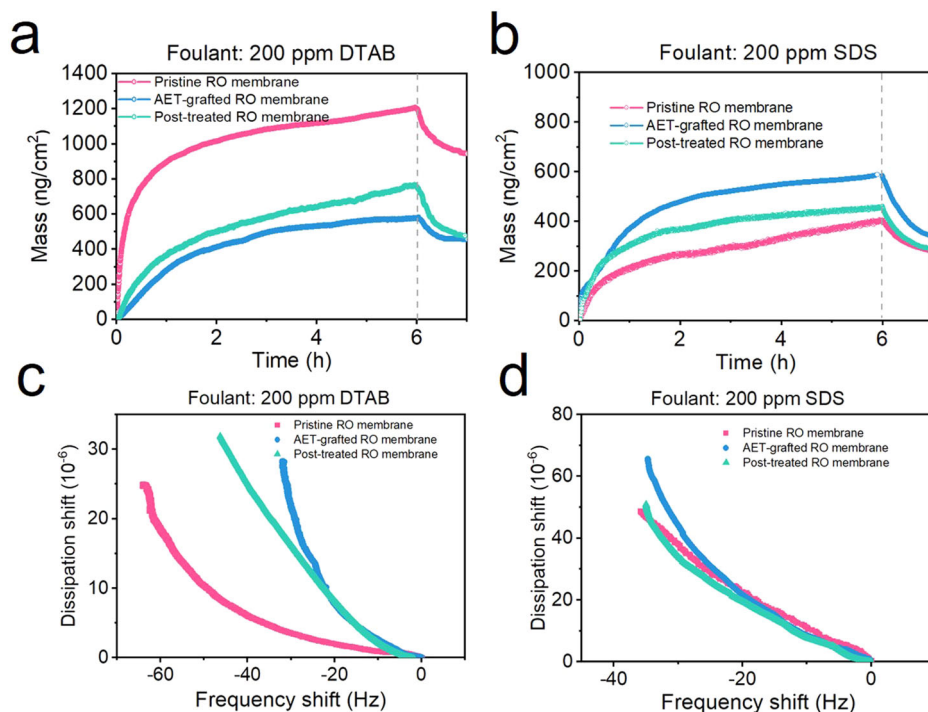 a
Foulant: 200 ppm DTAB
1400
1200
1000
800
600
400
200
0
Mass (ng/cm²)
Pristine RO membrane
AET-grafted RO membrane
Post-treated RO membrane
0 2 4 6
Time (h)
b
Foulant: 200 ppm SDS
1000
800
600
400
200
0
Mass (ng/cm²)
Pristine RO membrane
AET-grafted RO membrane
Post-treated RO membrane
0 2 4 6
Time (h)
c
Foulant: 200 ppm DTAB
30
20
10
0
Dissipation shift (10⁻⁶)
Pristine RO membrane
AET-grafted RO membrane
Post-treated RO membrane
-60 -40 -20 0
Frequency shift (Hz)
d
Foulant: 200 ppm SDS
80
60
40
20
0
Dissipation shift (10⁻⁶)
Pristine RO membrane
AET-grafted RO membrane
Post-treated RO membrane
-40 -20 0
Frequency shift (Hz)